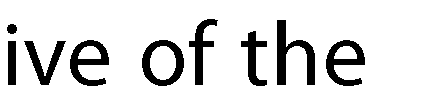 ive of the